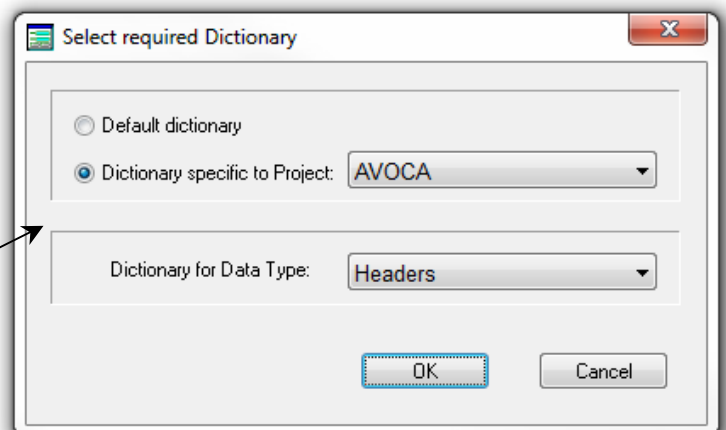 Select required Dictionary
Default dictionary
Dictionary specific to Project: AVOCA
Dictionary for Data Type: Headers
OK Cancel